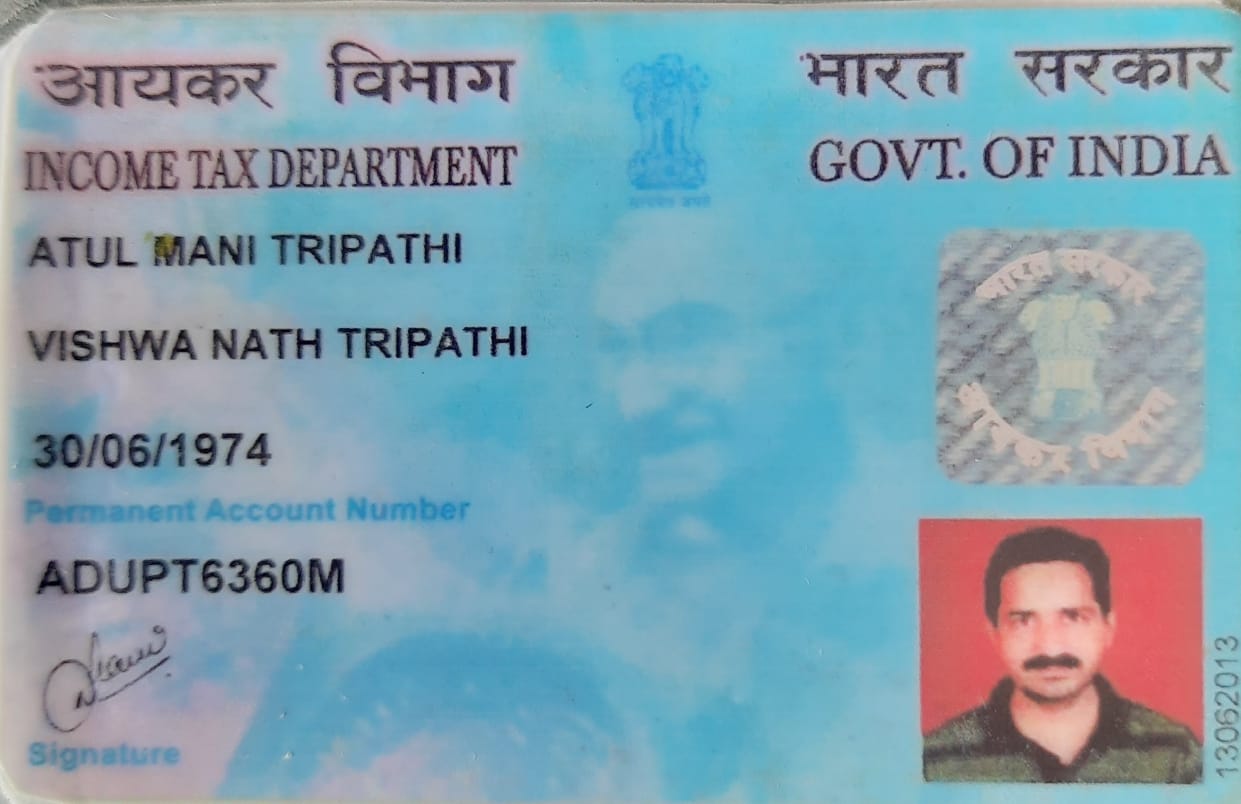 आयकर विभाग
भारत सरकार
INCOME TAX DEPARTMENT
GOVT. OF INDIA
सत्यमेव जयते
ATUL MANI TRIPATHI
VISHWA NATH TRIPATHI
भारत सरकार
आयकर विभाग
30/06/1974
Permanent Account Number
ADUPT6360M
Signature
13062013